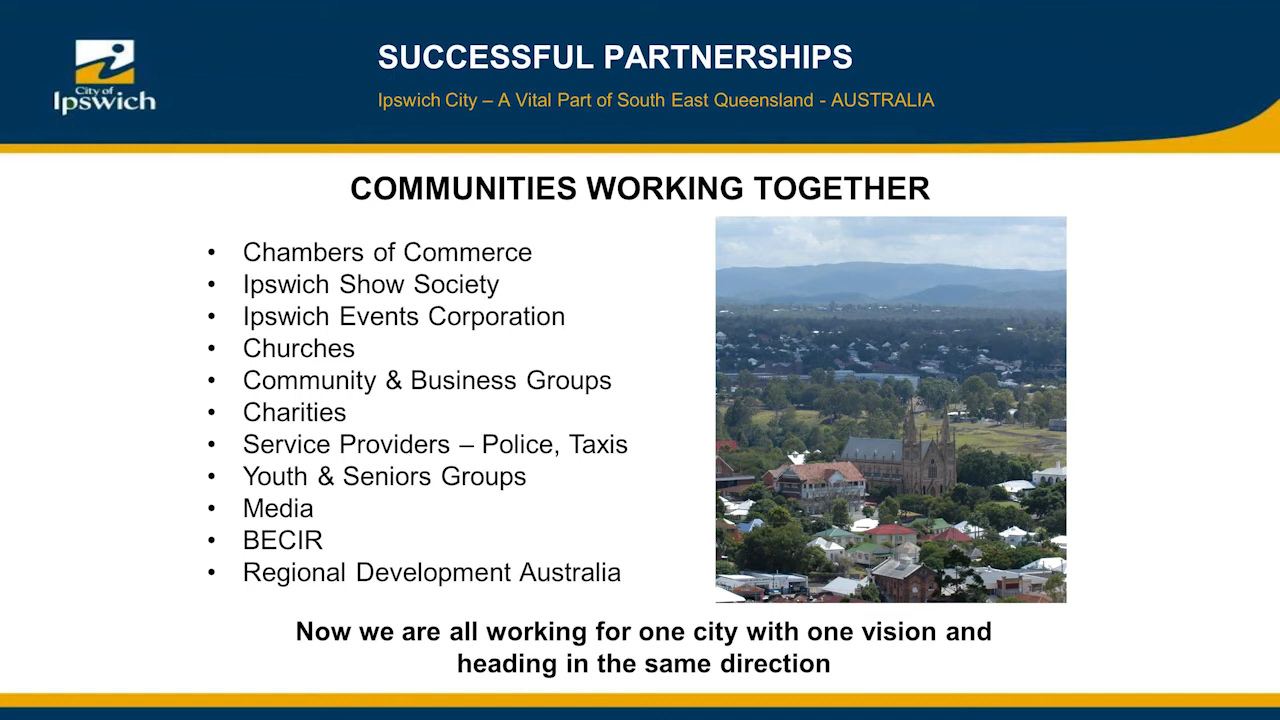 City of
Ipswich
SUCCESSFUL PARTNERSHIPS
Ipswich City – A Vital Part of South East Queensland - AUSTRALIA
COMMUNITIES WORKING TOGETHER
• Chambers of Commerce
• Ipswich Show Society
• Ipswich Events Corporation
• Churches
• Community & Business Groups
• Charities
• Service Providers – Police, Taxis
• Youth & Seniors Groups
• Media
• BECIR
• Regional Development Australia
Now we are all working for one city with one vision and
heading in the same direction